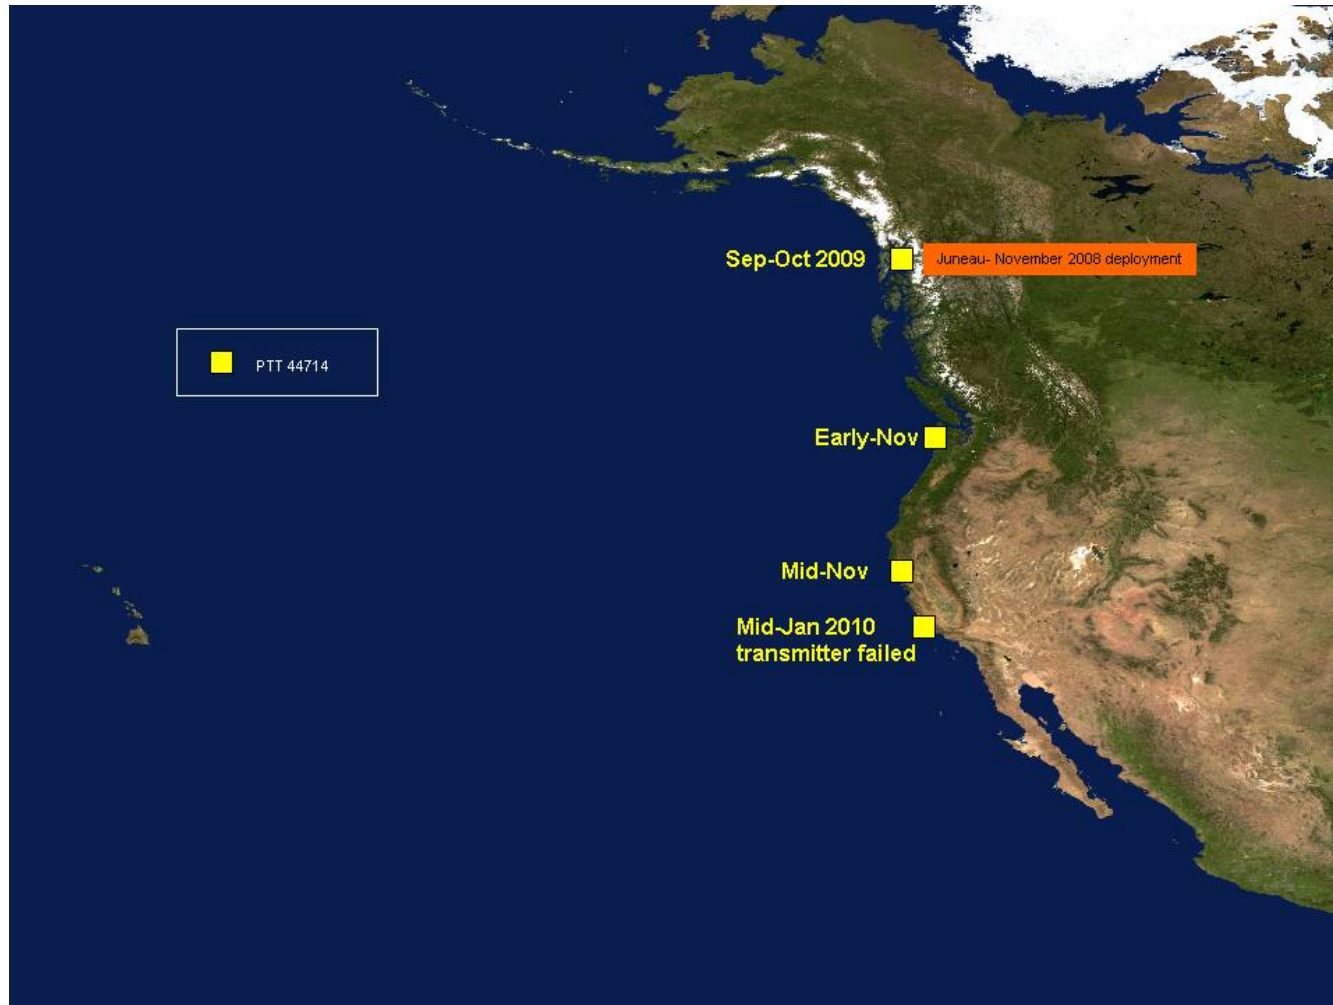 Sep-Oct 2009
Juneau- November 2008 deployment
PTT 44714
Early-Nov
Mid-Nov
Mid-Jan 2010
transmitter failed